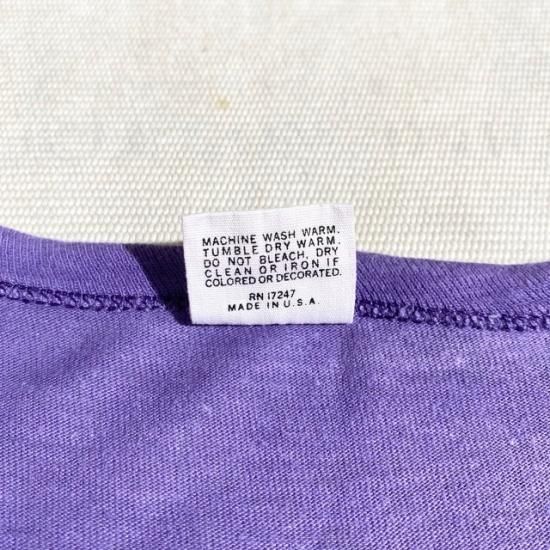 MACHINE WASH WARM.
TUMBLE DRY WARM.
DO NOT BLEACH, DRY
CLEAN OR IRON IF
COLORED OR DECORATED.
RN 17247
MADE IN U.S.A.